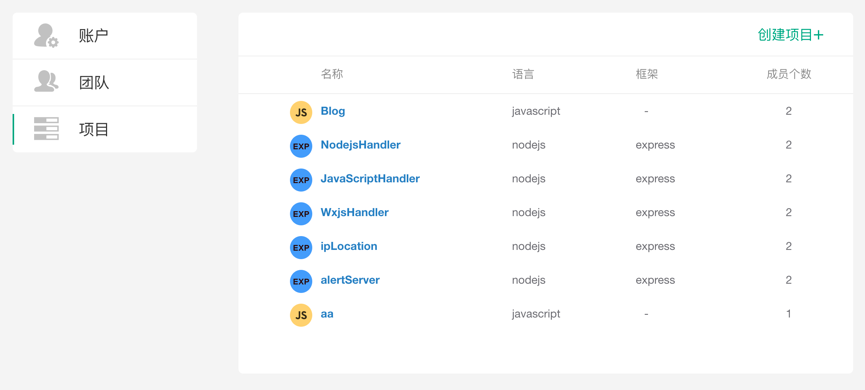 账户
团队
项目
创建项目+
名称 语言 框架 成员个数
JS Blog javascript - 2
EXP NodejsHandler nodejs express 2
EXP JavaScriptHandler nodejs express 2
EXP WxjsHandler nodejs express 2
EXP ipLocation nodejs express 2
EXP alertServer nodejs express 2
JS aa javascript - 1